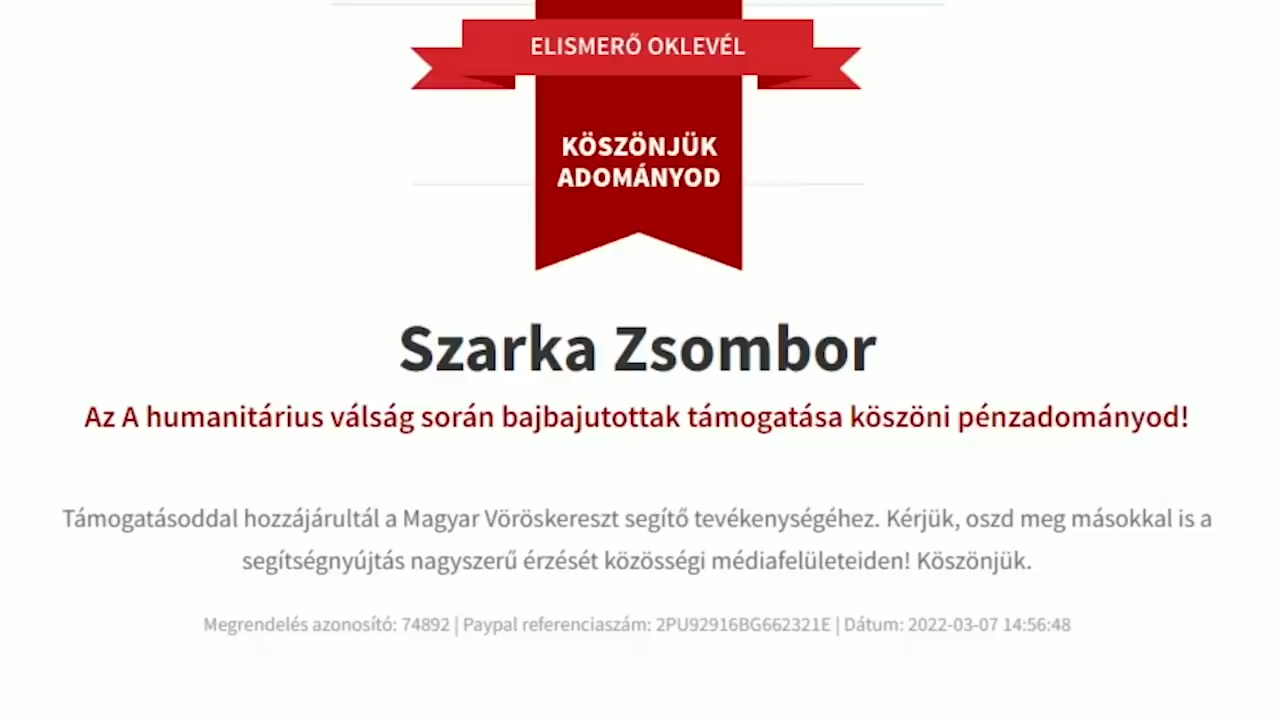 ELISMERŐ OKLEVÉL
KÖSZÖNJÜK
ADOMÁNYOD
Szarka Zsombor
Az A humanitárius válság során bajbajutottak támogatása köszöni pénzadományod!
Támogatásoddal hozzájárultál a Magyar Vöröskereszt segítő tevékenységéhez. Kérjük, oszd meg másokkal is a
segítségnyújtás nagyszerű érzését közösségi médiafelületeiden! Köszönjük.
Megrendelés azonosító: 74892 | Paypal referenciaszám: 2PU92916BG662321E | Dátum: 2022-03-07 14:56:48